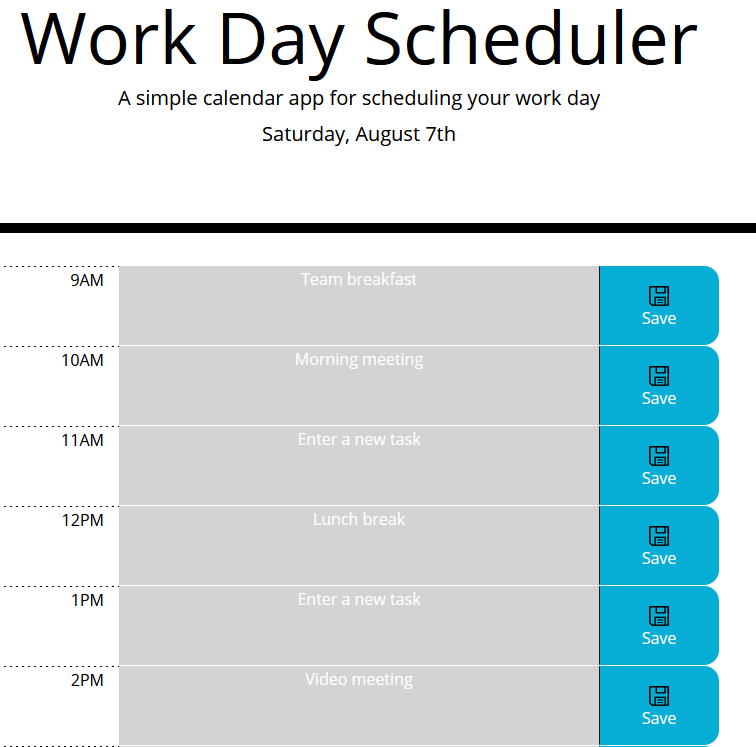 Work Day Scheduler
A simple calendar app for scheduling your work day
Saturday, August 7th
9AM
Team breakfast
Save
10AM
Morning meeting
Save
11AM
Enter a new task
Save
12PM
Lunch break
Save
1PM
Enter a new task
Save
2PM
Video meeting
Save